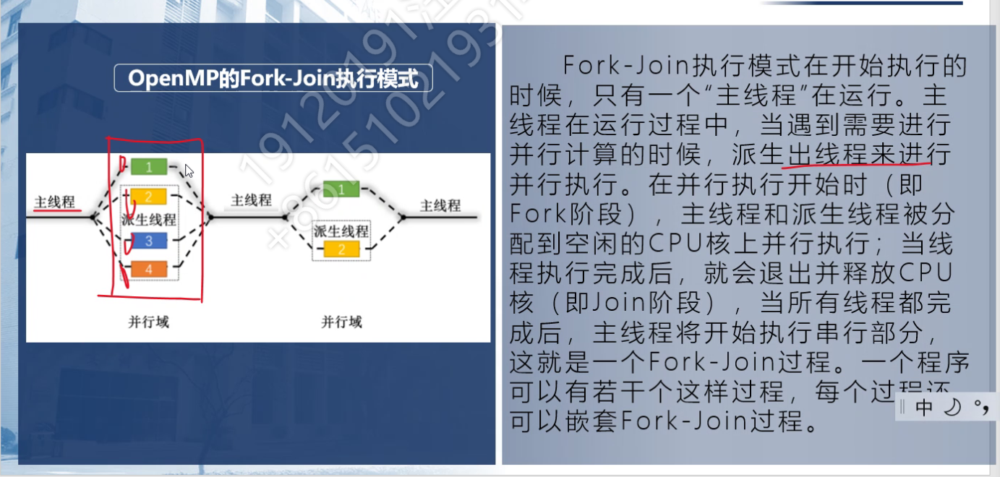 OpenMP的Fork-Join执行模式
主线程
1
2
派生线程
3
4
并行域
主线程
1
派生线程
2
并行域
主线程
Fork-Join执行模式在开始执行的
时候，只有一个“主线程”在运行。主
线程在运行过程中，当遇到需要进行
并行计算的时候，派生出线程来进行
并行执行。在并行执行开始时（即
Fork阶段），主线程和派生线程被分
配到空闲的CPU核上并行执行；当线
程执行完成后，就会退出并释放CPU
核（即Join阶段），当所有线程都完
成后，主线程将开始执行串行部分，
这就是一个Fork-Join过程。一个程序
可以有若干个这样过程，每个过程还
可以嵌套Fork-Join过程。
中